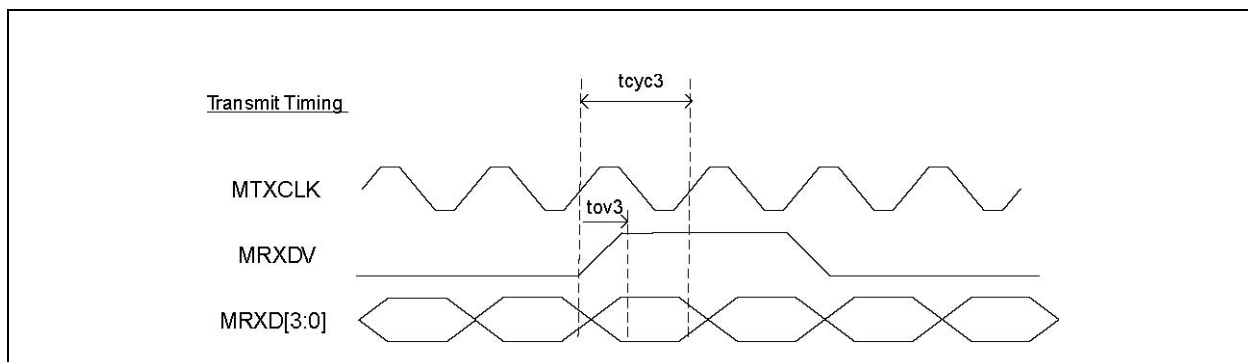 tcyc3
Transmit Timing
MTXCLK
tov3
MRXDV
MRXD[3:0]